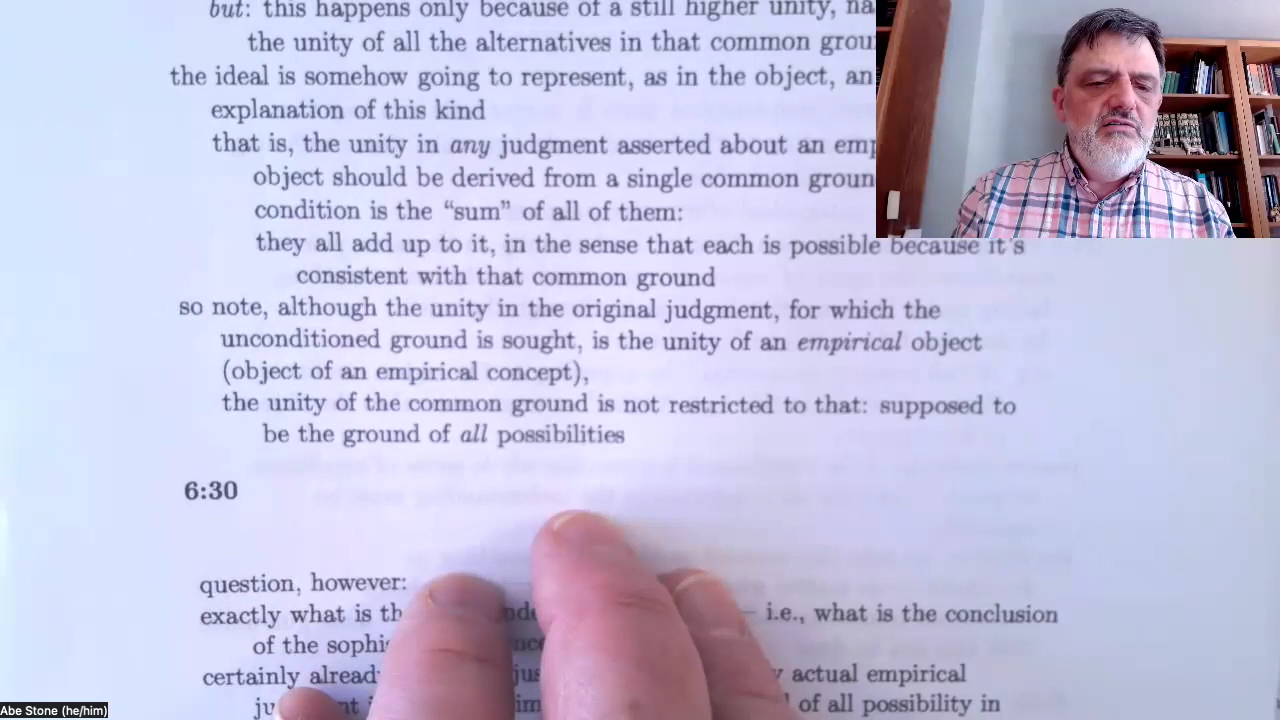 but: this happens only because of a still higher unity,
the unity of all the alternatives in that common
the ideal is somehow going to represent, as in the object, an
explanation of this kind
that is, the unity in any judgment asserted about an
object should be derived from a single common
condition is the “sum” of all of them:
they all add up to it, in the sense that each is possible because it's
consistent with that common ground
so note, although the unity in the original judgment, for which the
unconditioned ground is sought, is the unity of an empirical object
(object of an empirical concept),
the unity of the common ground is not restricted to that: supposed to
be the ground of all possibilities
6:30
question, however:
exactly what is — i.e., what is the conclusion
of the
certainly actual empirical
of all possibility in
Abe Stone (he/him)